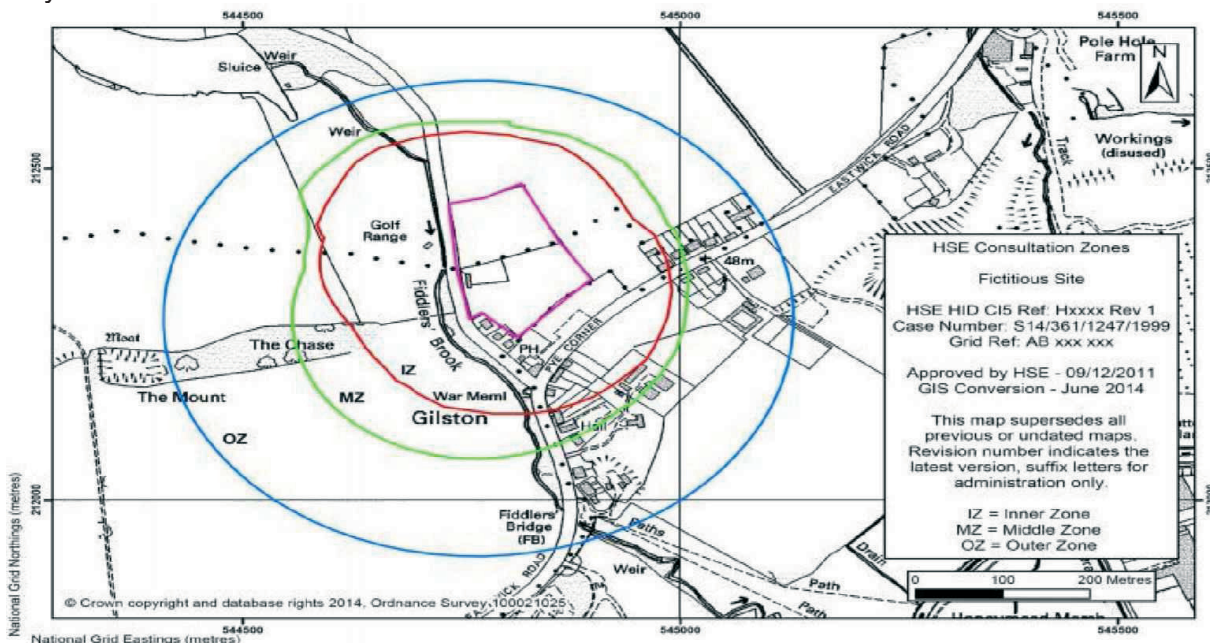 544500
545000
545500
Weir
Sluice
Pole Hole
Farm
N
Weir
EASTWICK ROAD
Workings
(disused)
Track
212500
Golf
Range
48m
Fiddlers' Brook
HSE Consultation Zones
Fictitious Site
HSE HID CI5 Ref: Hxxxx Rev 1
Case Number: S14/361/1247/1999
Grid Ref: AB xxx xxx
Approved by HSE - 09/12/2011
GIS Conversion - June 2014
This map supersedes all
previous or undated maps.
Revision number indicates the
latest version, suffix letters for
administration only.
IZ = Inner Zone
MZ = Middle Zone
OZ = Outer Zone
Moat
The Chase
PH
PYE CORNER
IZ
The Mount
MZ
War Meml
Gilston
Hall
OZ
212000
Fiddlers'
Bridge
(FB)
Paths
Drain
Weir
Path
Path
0 100 200 Metres
© Crown copyright and database rights 2014, Ordnance Survey 100021025
544500
545000
545500
National Grid Northings (metres)
National Grid Eastings (metres)